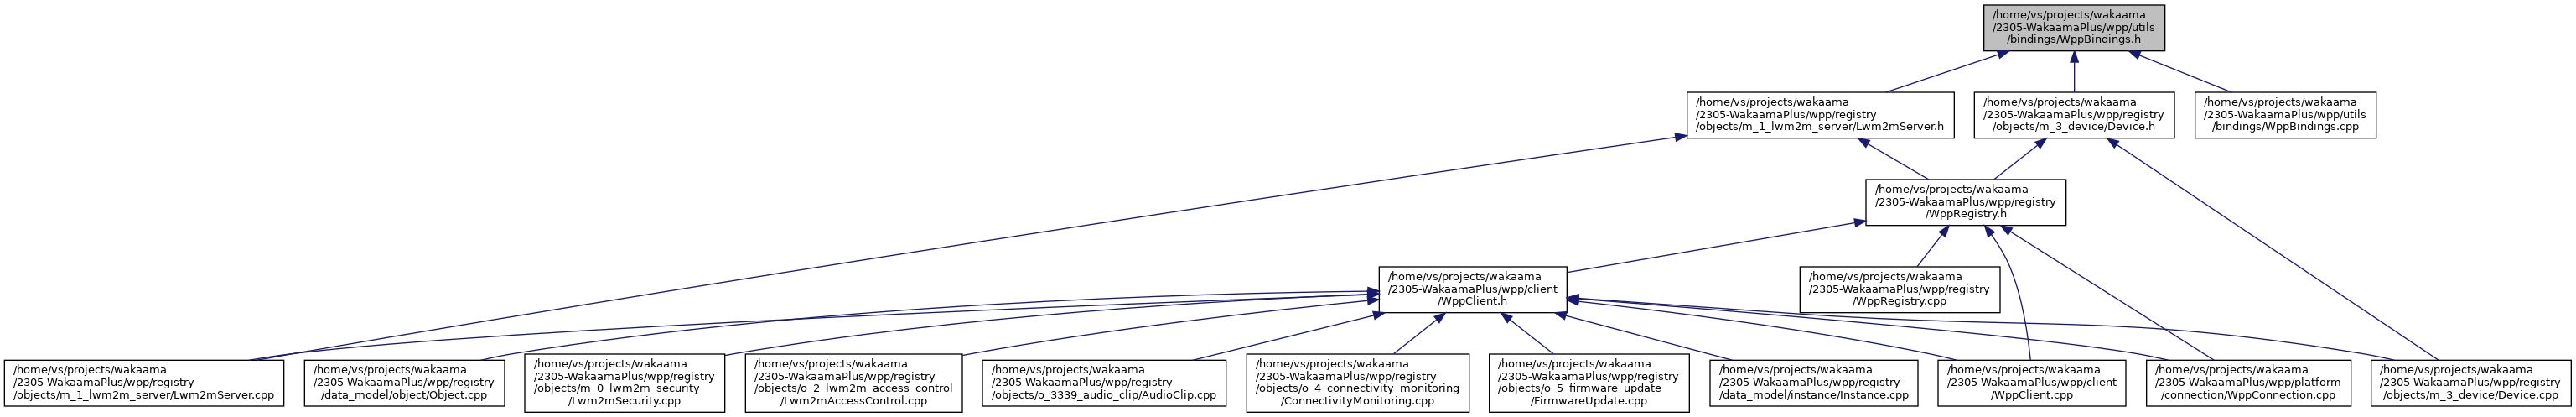 /home/vs/projects/wakaama
/2305-WakaamaPlus/wpp/utils
/bindings/WppBindings.h
/home/vs/projects/wakaama
/2305-WakaamaPlus/wpp/registry
/objects/m_1_lwm2m_server/Lwm2mServer.h
/home/vs/projects/wakaama
/2305-WakaamaPlus/wpp/registry
/objects/m_3_device/Device.h
/home/vs/projects/wakaama
/2305-WakaamaPlus/wpp/utils
/bindings/WppBindings.cpp
/home/vs/projects/wakaama
/2305-WakaamaPlus/wpp/registry
/WppRegistry.h
/home/vs/projects/wakaama
/2305-WakaamaPlus/wpp/client
/WppClient.h
/home/vs/projects/wakaama
/2305-WakaamaPlus/wpp/registry
/WppRegistry.cpp
/home/vs/projects/wakaama
/2305-WakaamaPlus/wpp/registry
/objects/m_1_lwm2m_server/Lwm2mServer.cpp
/home/vs/projects/wakaama
/2305-WakaamaPlus/wpp/registry
/data_model/object/Object.cpp
/home/vs/projects/wakaama
/2305-WakaamaPlus/wpp/registry
/objects/m_0_lwm2m_security
/Lwm2mSecurity.cpp
/home/vs/projects/wakaama
/2305-WakaamaPlus/wpp/registry
/objects/o_2_lwm2m_access_control
/Lwm2mAccessControl.cpp
/home/vs/projects/wakaama
/2305-WakaamaPlus/wpp/registry
/objects/o_3339_audio_clip/AudioClip.cpp
/home/vs/projects/wakaama
/2305-WakaamaPlus/wpp/registry
/objects/o_4_connectivity_monitoring
/ConnectivityMonitoring.cpp
/home/vs/projects/wakaama
/2305-WakaamaPlus/wpp/registry
/objects/o_5_firmware_update
/FirmwareUpdate.cpp
/home/vs/projects/wakaama
/2305-WakaamaPlus/wpp/registry
/data_model/instance/Instance.cpp
/home/vs/projects/wakaama
/2305-WakaamaPlus/wpp/client
/WppClient.cpp
/home/vs/projects/wakaama
/2305-WakaamaPlus/wpp/platform
/connection/WppConnection.cpp
/home/vs/projects/wakaama
/2305-WakaamaPlus/wpp/registry
/objects/m_3_device/Device.cpp